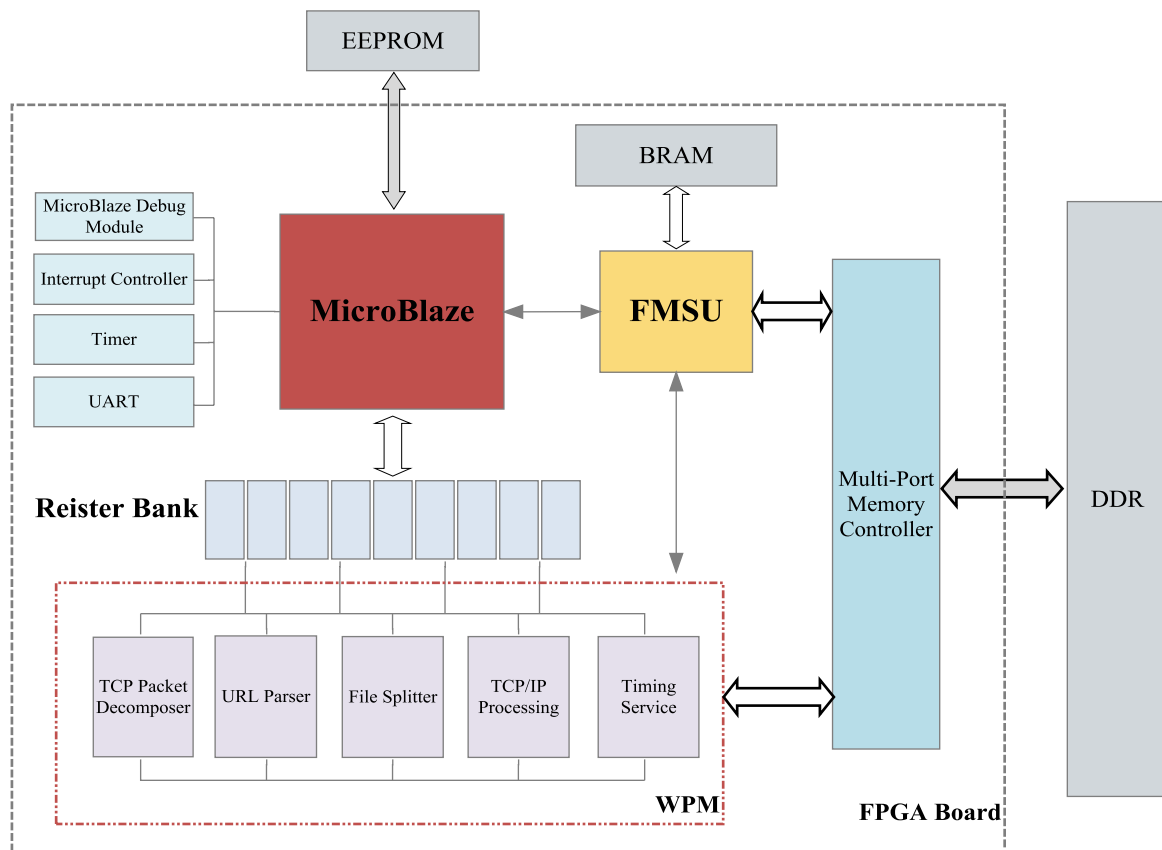 EEPROM
BRAM
MicroBlaze Debug
Module
Interrupt Controller
Timer
UART
MicroBlaze
FMSU
Multi-Port
Memory
Controller
DDR
Reister Bank
TCP Packet
Decomposer
URL Parser
File Splitter
TCP/IP
Processing
Timing
Service
WPM
FPGA Board